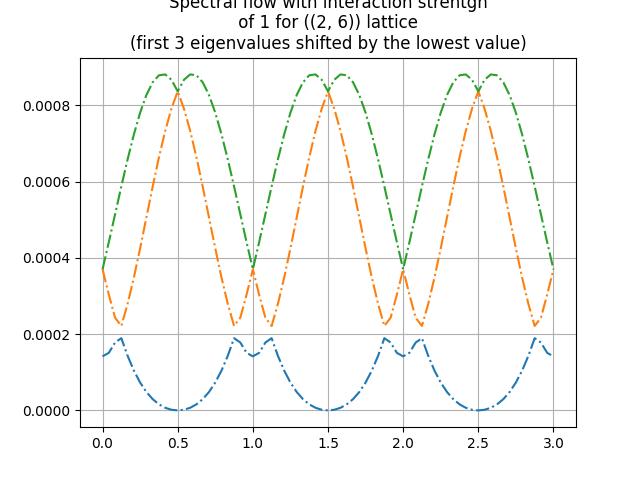 Spectral flow with interaction strentgh
of 1 for ((2, 6)) lattice
(first 3 eigenvalues shifted by the lowest value)
0.0008
0.0006
0.0004
0.0002
0.0000
0.0 0.5 1.0 1.5 2.0 2.5 3.0